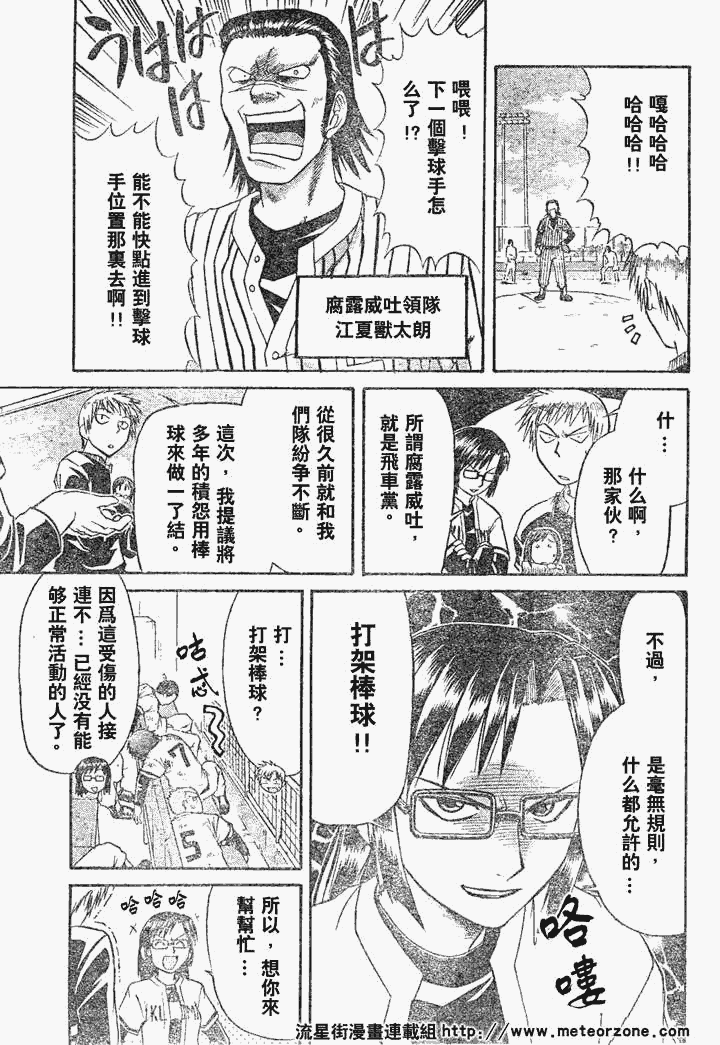 嘎哈哈哈
哈哈哈!!
喂喂！
下一個擊球手怎
么了!?
うははは
は
は
能不能快點進到擊球
手位置那裏去啊!!
腐露威吐領隊
江夏獸太朗
什…
什么啊，
那家伙?
所謂腐露威吐，
就是飛車黨。
從很久前就和我
們隊紛爭不斷。
這次，我提議將
多年的積怨用棒
球來做一了結。
不過，
是毫無規則，
什么都允許的…
打架棒球!!
咯嘍
打…
打架棒球?
咕
7
5
因爲這受傷的人接
連不…已經没有能
够正常活動的人了。
所以，想你來
幫幫忙…
哈哈哈
流星街漫畫連載組 http://www.meteorzone.com